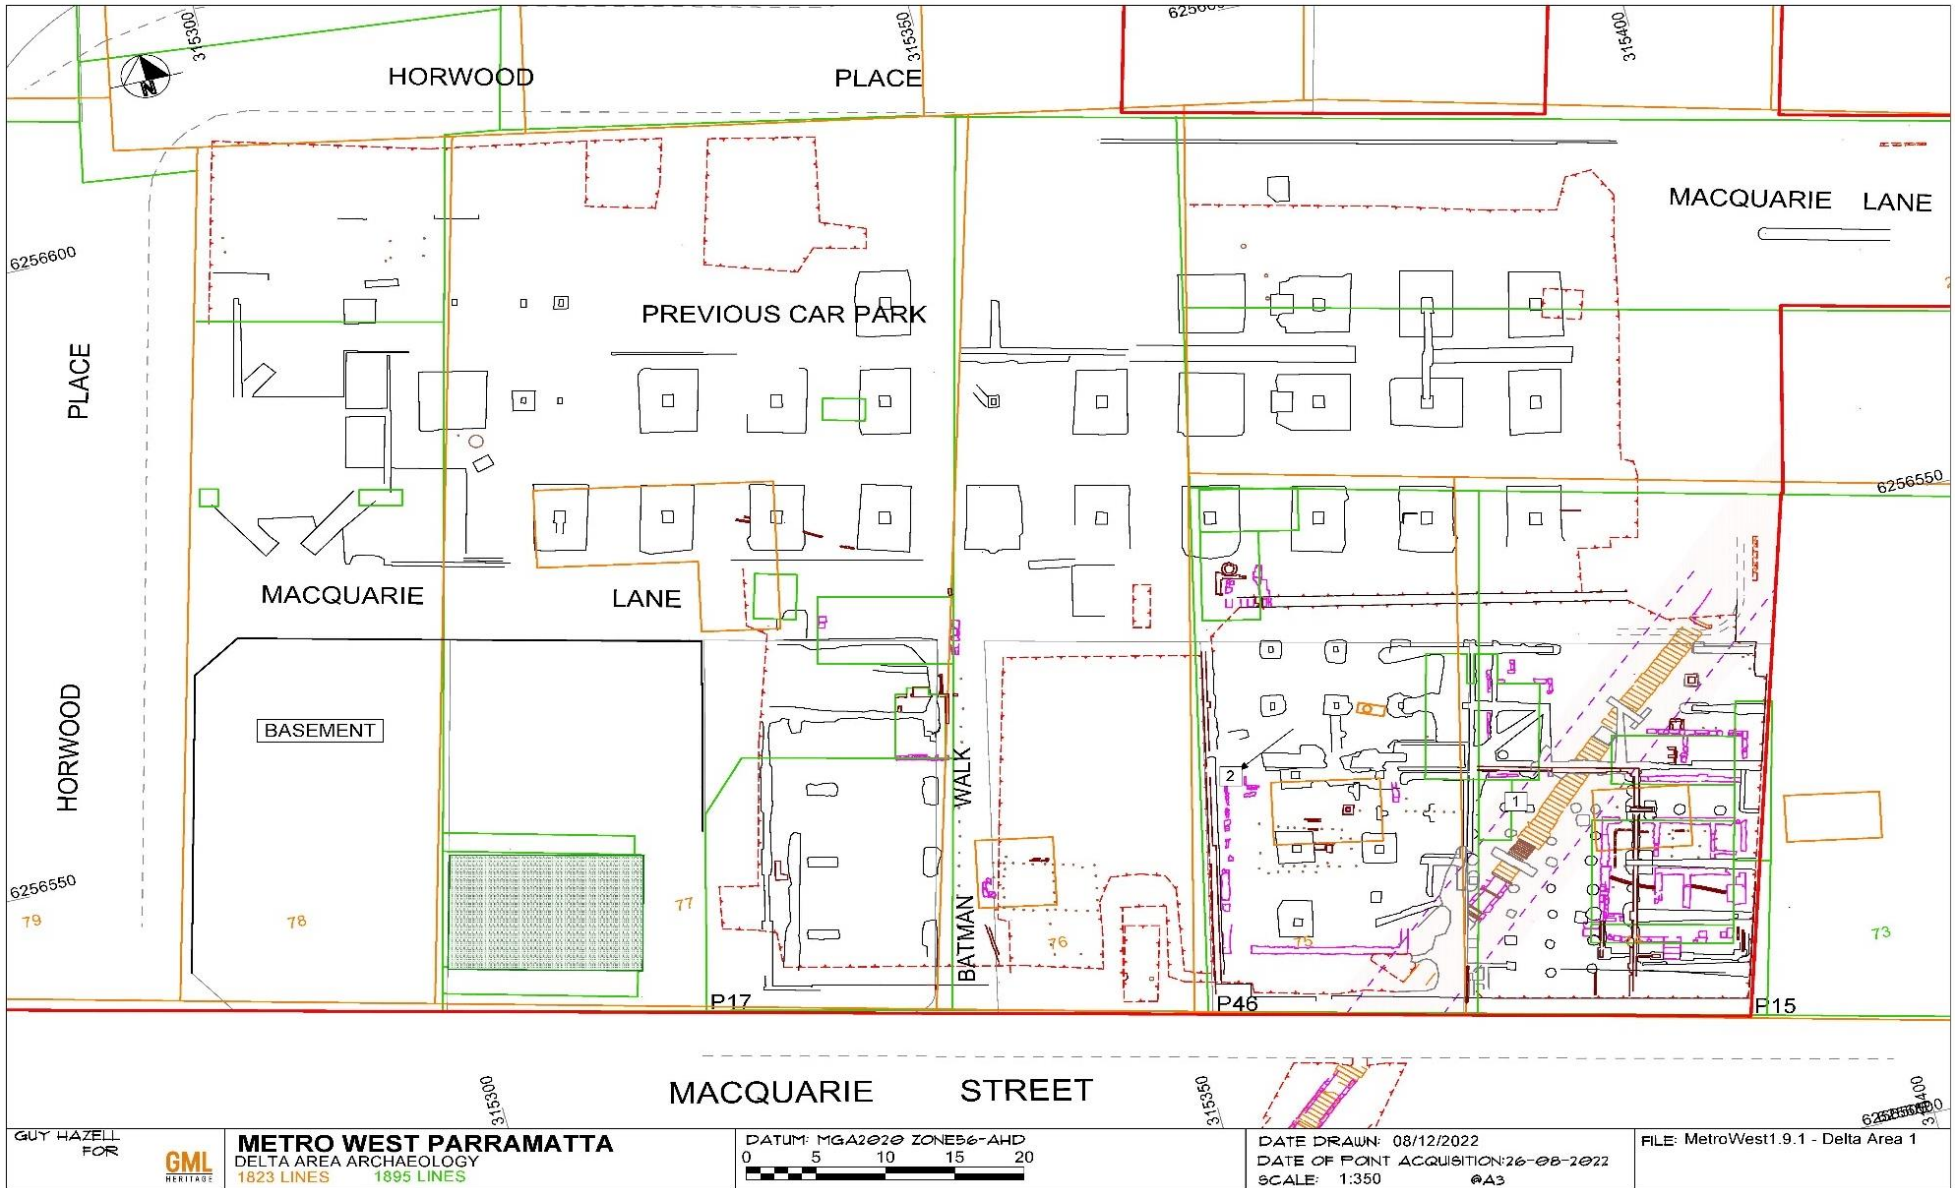 315300
315350
315400
HORWOOD PLACE
N
MACQUARIE LANE
6256600
PREVIOUS CAR PARK
PLACE
6256550
MACQUARIE LANE
HORWOOD
BASEMENT
WALK
2
1
6256550
79
78
77
76
75
73
BATMAN
P17
P46
P15
MACQUARIE STREET
315300
315350
GUY HAZELL
FOR
GML
HERITAGE
METRO WEST PARRAMATTA
DELTA AREA ARCHAEOLOGY
1823 LINES 1895 LINES
DATUM: MGA2020 ZONE56-AHD
0 5 10 15 20
DATE DRAWN: 08/12/2022
DATE OF POINT ACQUISITION:26-08-2022
SCALE: 1:350 @A3
FILE: MetroWest1.9.1 - Delta Area 1